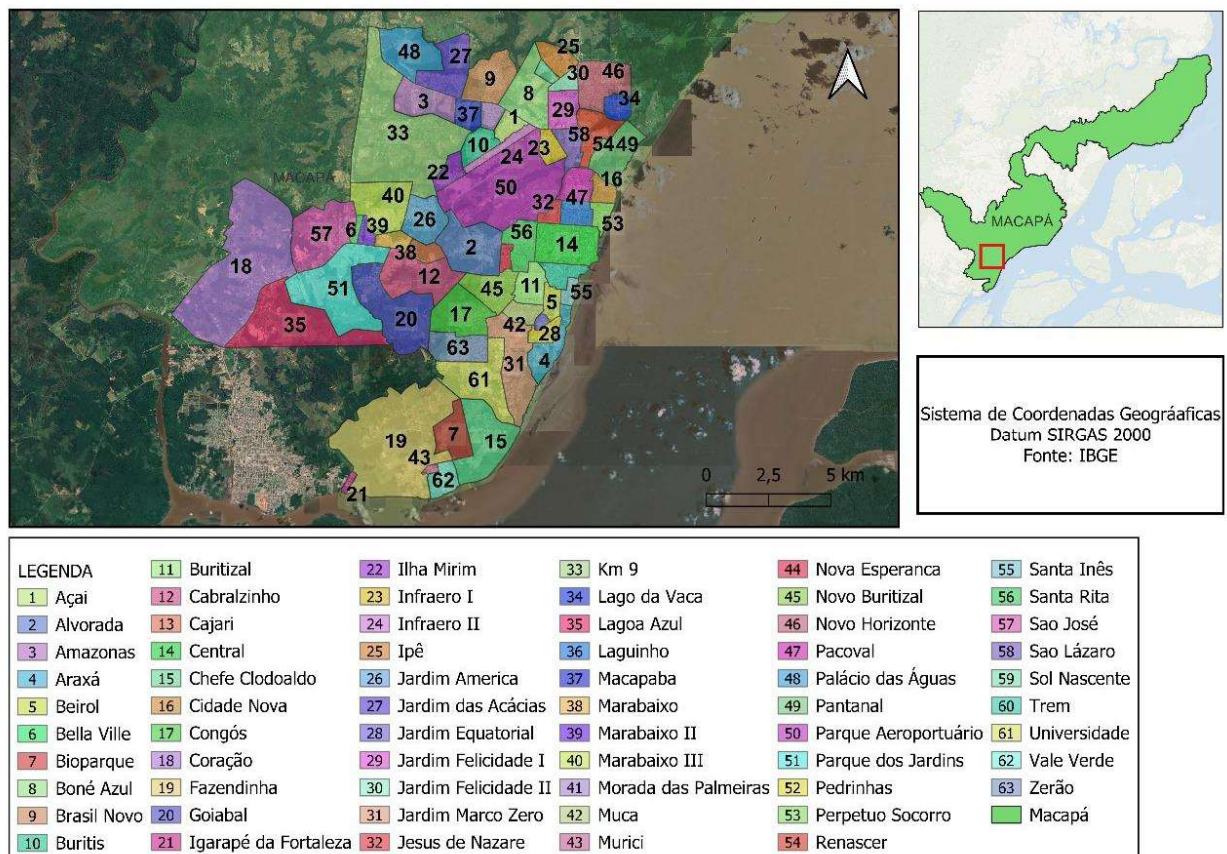 48
27
25
9
30
46
8
3
29
34
37
1
33
58
10
23
54
49
24
22
MACAPÁ
50
16
40
32
47
26
53
57
6
39
56
2
14
38
18
12
51
11
55
45
5
20
17
35
42
28
63
31
4
61
19
7
15
43
62
21
0
2,5
5 km
MACAPÁ
Sistema de Coordenadas Geográaficas
Datum SIRGAS 2000
Fonte: IBGE
LEGENDA
1 Açai
2 Alvorada
3 Amazonas
4 Araxá
5 Beirol
6 Bella Ville
7 Bioparque
8 Boné Azul
9 Brasil Novo
10 Buritis
11 Buritizal
12 Cabralzinho
13 Cajari
14 Central
15 Chefe Clodoaldo
16 Cidade Nova
17 Congós
18 Coração
19 Fazendinha
20 Goiabal
21 Igarapé da Fortaleza
22 Ilha Mirim
23 Infraero I
24 Infraero II
25 Ipê
26 Jardim America
27 Jardim das Acácias
28 Jardim Equatorial
29 Jardim Felicidade I
30 Jardim Felicidade II
31 Jardim Marco Zero
32 Jesus de Nazare
33 Km 9
34 Lago da Vaca
35 Lagoa Azul
36 Laguinho
37 Macapaba
38 Marabaixo
39 Marabaixo II
40 Marabaixo III
41 Morada das Palmeiras
42 Muca
43 Murici
44 Nova Esperanca
45 Novo Buritizal
46 Novo Horizonte
47 Pacoval
48 Palácio das Águas
49 Pantanal
50 Parque Aeroportuário
51 Parque dos Jardins
52 Pedrinhas
53 Perpetuo Socorro
54 Renascer
55 Santa Inês
56 Santa Rita
57 Sao José
58 Sao Lázaro
59 Sol Nascente
60 Trem
61 Universidade
62 Vale Verde
63 Zerão
Macapá